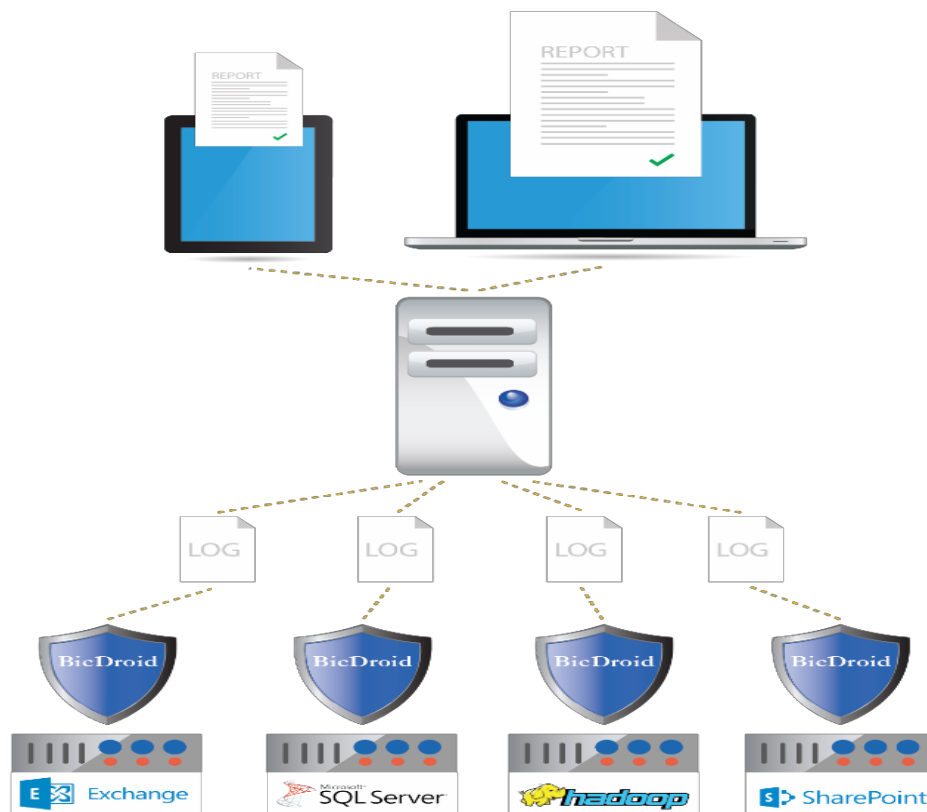 REPORT
REPORT
LOG
LOG
LOG
LOG
BicDroid
BicDroid
BicDroid
BicDroid
E Exchange
Microsoft
SQL Server
hadoop
S SharePoint